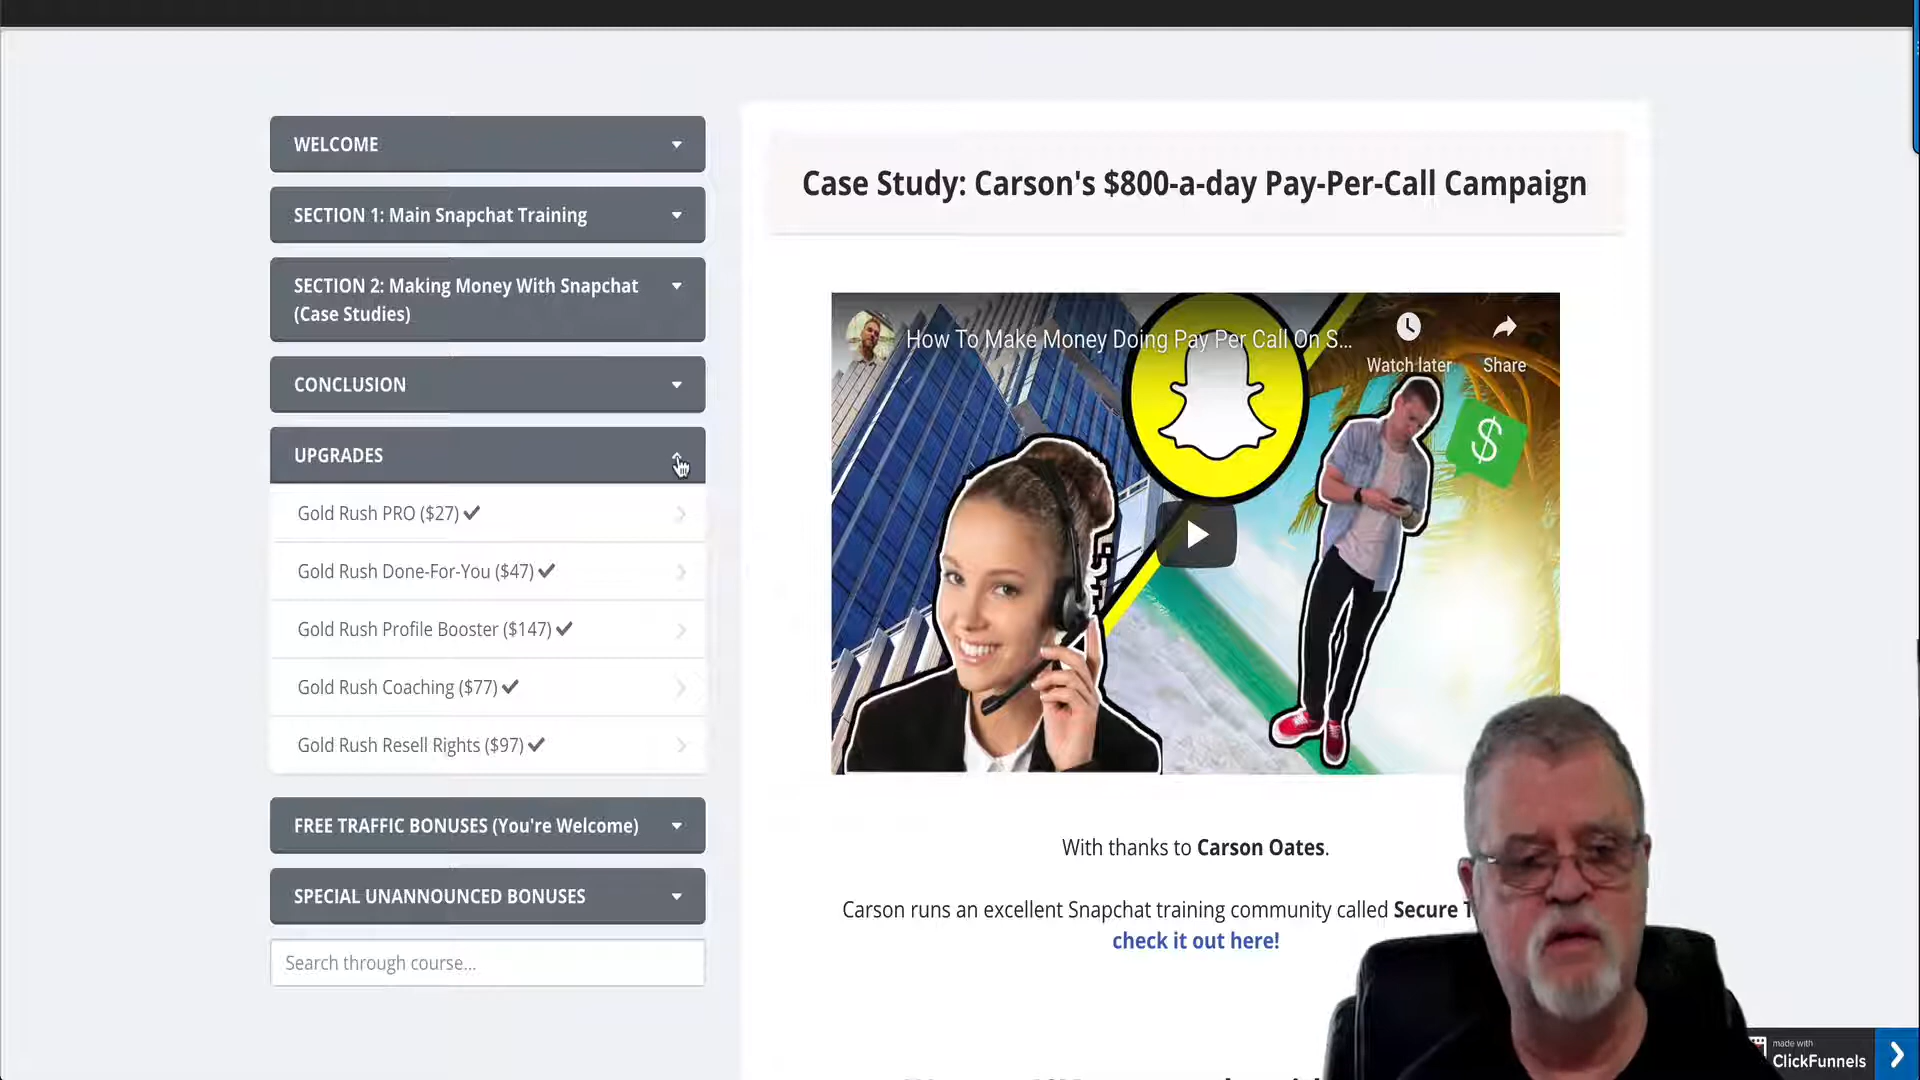 WELCOME
SECTION 1: Main Snapchat Training
SECTION 2: Making Money With Snapchat
(Case Studies)
CONCLUSION
UPGRADES
Gold Rush PRO ($27)
Gold Rush Done-For-You ($47)
Gold Rush Profile Booster ($147)
Gold Rush Coaching ($77)
Gold Rush Resell Rights ($97)
FREE TRAFFIC BONUSES (You're Welcome)
SPECIAL UNANNOUNCED BONUSES
Search through course...
Case Study: Carson's $800-a-day Pay-Per-Call Campaign
How To Make Money Doing Pay Per Call On S...
Watch later
Share
$
With thanks to Carson Oates.
Carson runs an excellent Snapchat training community called Secure
check it out here!
made with
ClickFunnels